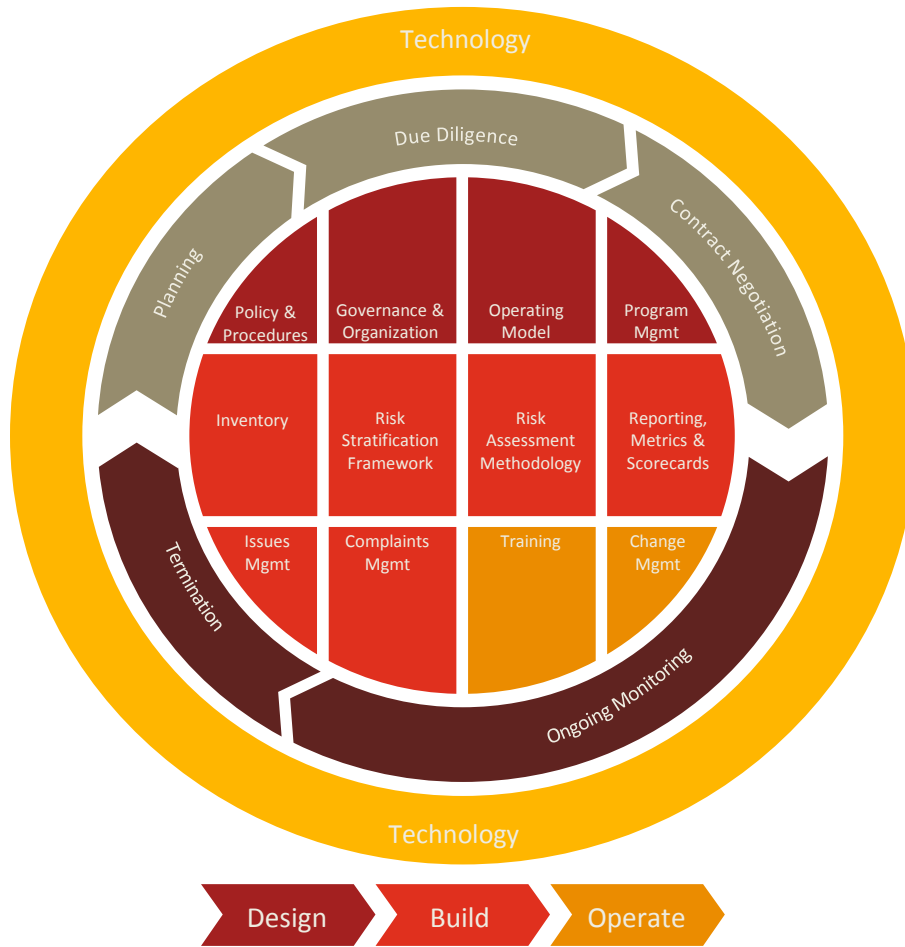 Technology
Due Diligence
Planning
Contract Negotiation
Policy &
Procedures
Governance &
Organization
Operating
Model
Program
Mgmt
Inventory
Risk
Stratification
Framework
Risk
Assessment
Methodology
Reporting,
Metrics &
Scorecards
Issues
Mgmt
Complaints
Mgmt
Training
Change
Mgmt
Termination
Ongoing Monitoring
Technology
Design
Build
Operate